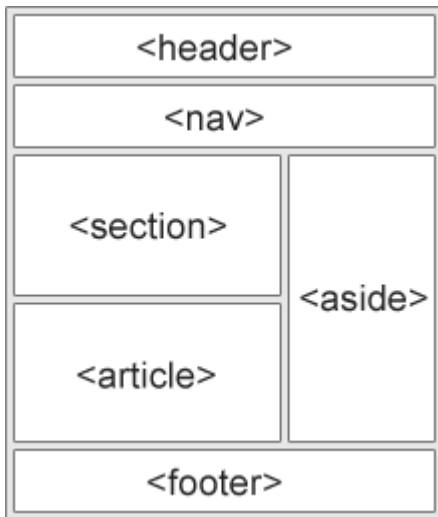 <header>
<nav>
<section>
<aside>
<article>
<footer>